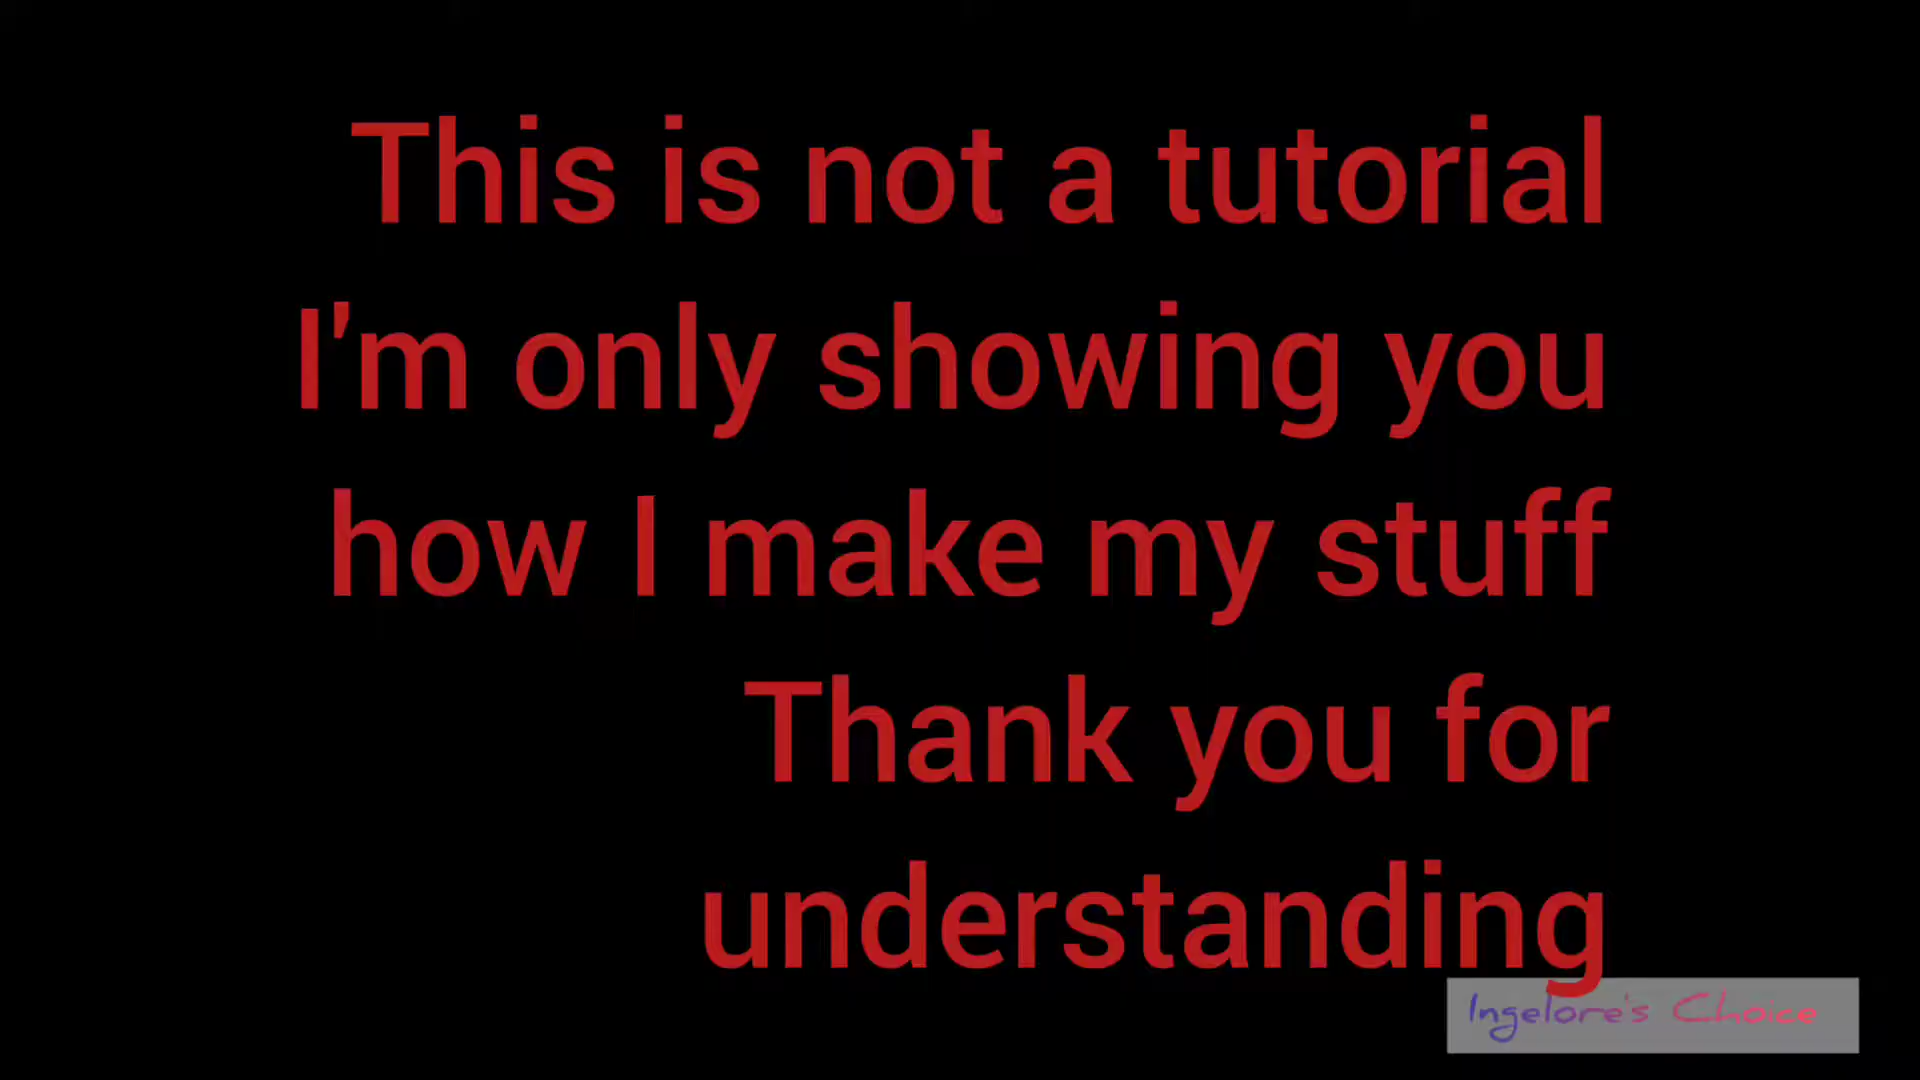 This is not a tutorial
I'm only showing you
how I make my stuff
Thank you for
understanding
Ingelore's Choice